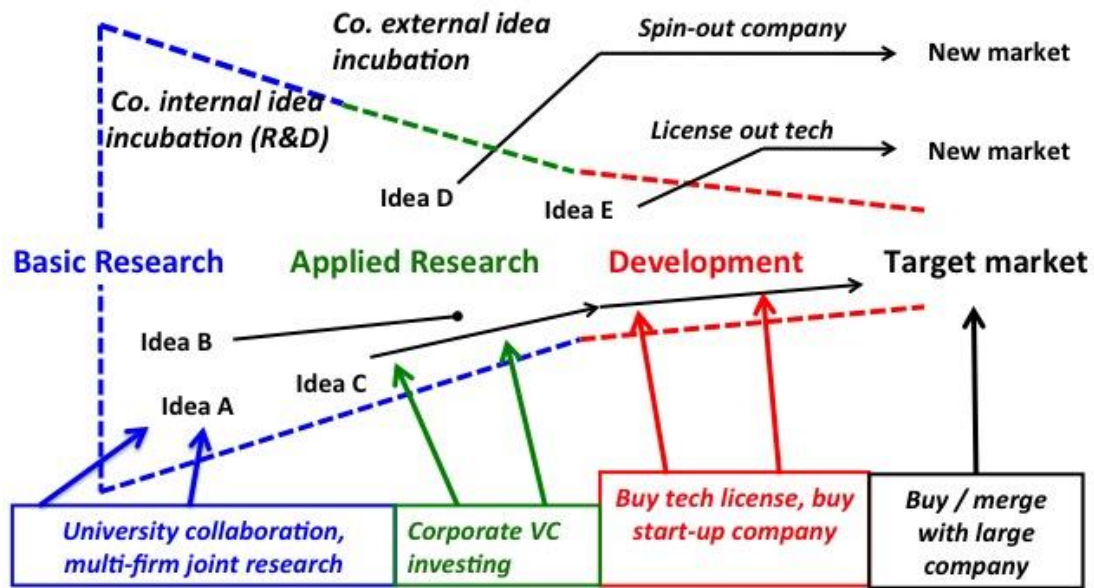 Co. external idea
incubation
Spin-out company
New market
Co. internal idea
incubation (R&D)
License out tech
New market
Idea D
Idea E
Basic Research
Applied Research
Development
Target market
Idea B
Idea C
Idea A
University collaboration,
multi-firm joint research
Corporate VC
investing
Buy tech license, buy
start-up company
Buy / merge
with large
company